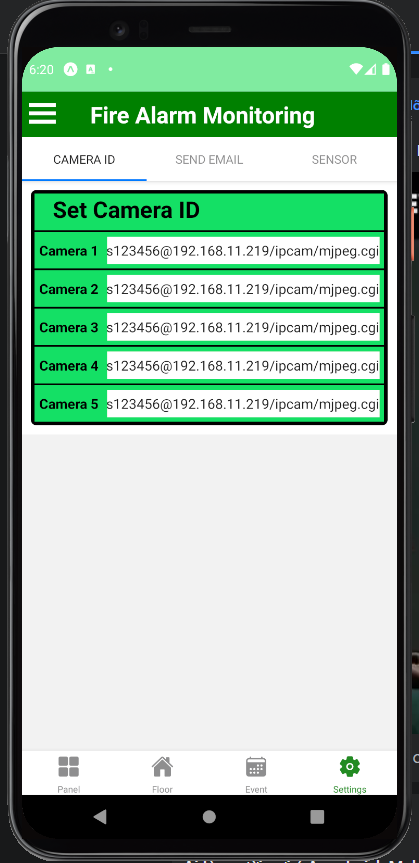 6:20
Fire Alarm Monitoring
CAMERA ID SEND EMAIL SENSOR
Set Camera ID
Camera 1 s123456@192.168.11.219/ipcam/mjpeg.cgi
Camera 2 s123456@192.168.11.219/ipcam/mjpeg.cgi
Camera 3 s123456@192.168.11.219/ipcam/mjpeg.cgi
Camera 4 s123456@192.168.11.219/ipcam/mjpeg.cgi
Camera 5 s123456@192.168.11.219/ipcam/mjpeg.cgi
Panel Floor Event Settings